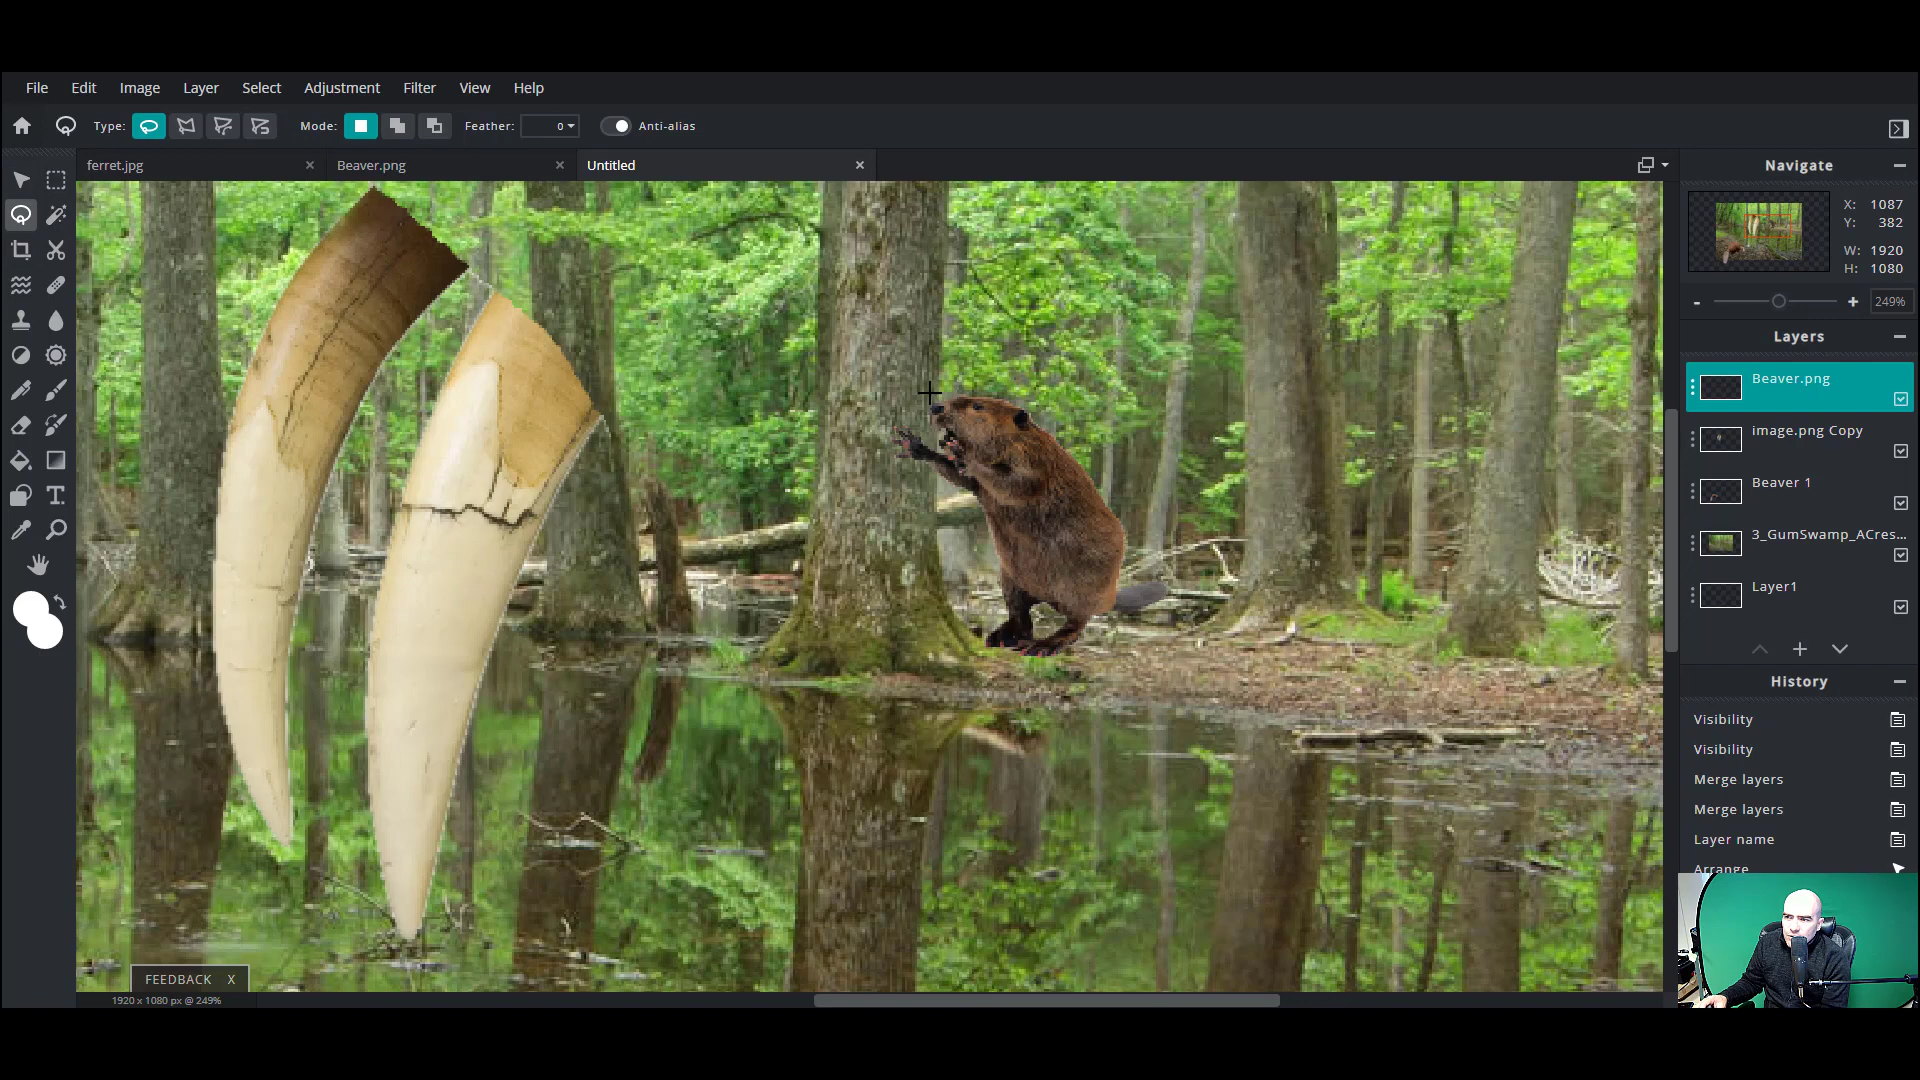 File Edit Image Layer Select Adjustment Filter View Help
Type: Mode: Feather: 0 Anti-alias
ferret.jpg Beaver.png Untitled
Navigate
X: 1087
Y: 382
W: 1920
H: 1080
- + 249%
Layers
Beaver.png
image.png Copy
Beaver 1
3_GumSwamp_ACres...
Layer1
History
Visibility
Visibility
Merge layers
Merge layers
Layer name
Arrange
FEEDBACK X
1920 x 1080 px @ 249%